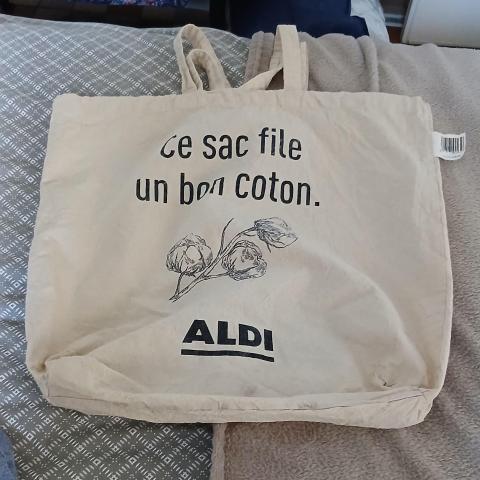 Ce sac file
un bon coton.
ALDI